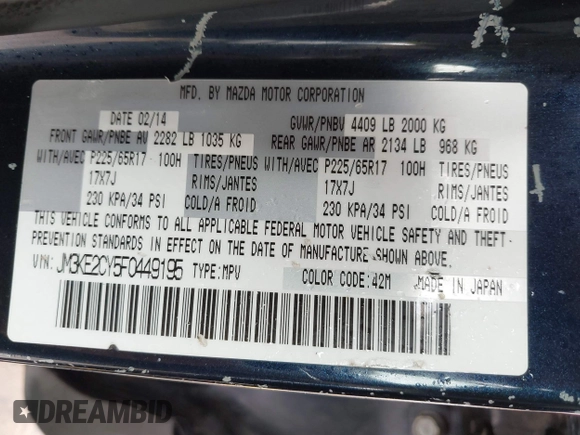 MFD. BY MAZDA MOTOR CORPORATION
DATE 02/14 GVWR/PNBV 4409 LB 2000 KG
FRONT GAWR/PNBE AV 2282 LB 1035 KG REAR GAWR/PNBE AR 2134 LB 968 KG
WITH/AVEC P225/65R17 100H TIRES/PNEUS WITH/AVEC P225/65R17 100H TIRES/PNEUS
17X7J RIMS/JANTES 17X7J RIMS/JANTES
230 KPA/34 PSI COLD/A FROID 230 KPA/34 PSI COLD/A FROID
THIS VEHICLE CONFORMS TO ALL APPLICABLE FEDERAL MOTOR VEHICLE SAFETY AND THEFT-
PREVENTION STANDARDS IN EFFECT ON THE DATE OF MANUFACTURE SHOWN ABOVE.
VIN: JM3KE2CY5F0449195 TYPE:MPV COLOR CODE:42M MADE IN JAPAN
DREAMBID